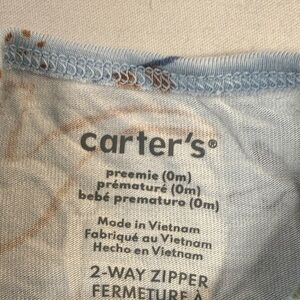 carter's®
preemie (0m)
prématuré (0m)
bebé prematuro (0m)
Made in Vietnam
Fabriqué au Vietnam
Hecho en Vietnam
2-WAY ZIPPER
FERMETURE À